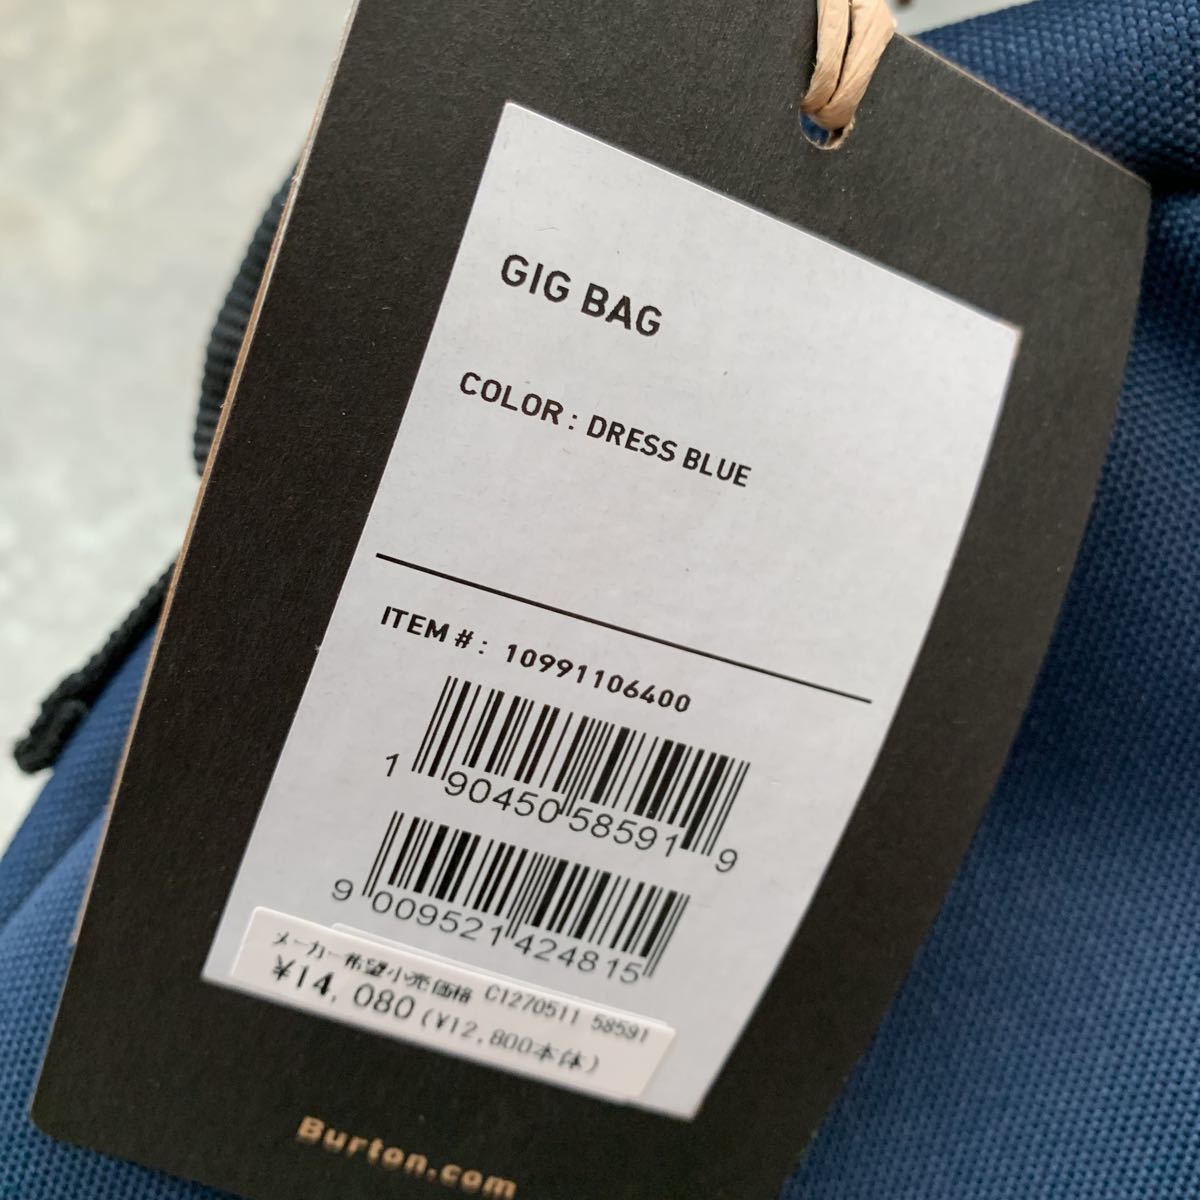 GIG BAG
COLOR : DRESS BLUE
ITEM # : 10991106400
1 90450 58591 9
9 009521 424815
メーカー希望小売価格 C1270511 58591
¥14,080(¥12,800本体)
Burton.com